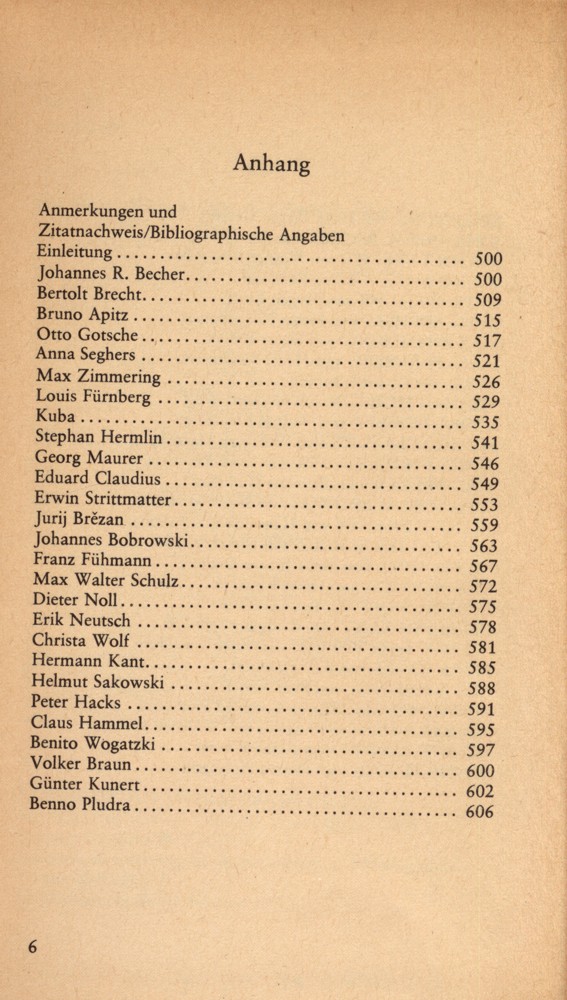 Anhang
Anmerkungen und
Zitatnachweis/Bibliographische Angaben
Einleitung . . . . . . . . . . . . . . . . . . . . . . . . . . . . . . . . . . . . . . . . 500
Johannes R. Becher. . . . . . . . . . . . . . . . . . . . . . . . . . . . . . . . 500
Bertolt Brecht. . . . . . . . . . . . . . . . . . . . . . . . . . . . . . . . . . . . . 509
Bruno Apitz . . . . . . . . . . . . . . . . . . . . . . . . . . . . . . . . . . . . . . 515
Otto Gotsche . . . . . . . . . . . . . . . . . . . . . . . . . . . . . . . . . . . . . 517
Anna Seghers . . . . . . . . . . . . . . . . . . . . . . . . . . . . . . . . . . . . . 521
Max Zimmering . . . . . . . . . . . . . . . . . . . . . . . . . . . . . . . . . . 526
Louis Fürnberg . . . . . . . . . . . . . . . . . . . . . . . . . . . . . . . . . . . 529
Kuba . . . . . . . . . . . . . . . . . . . . . . . . . . . . . . . . . . . . . . . . . . . . 535
Stephan Hermlin . . . . . . . . . . . . . . . . . . . . . . . . . . . . . . . . . . 541
Georg Maurer . . . . . . . . . . . . . . . . . . . . . . . . . . . . . . . . . . . . 546
Eduard Claudius . . . . . . . . . . . . . . . . . . . . . . . . . . . . . . . . . . 549
Erwin Strittmatter. . . . . . . . . . . . . . . . . . . . . . . . . . . . . . . . . 553
Jurij Brězan . . . . . . . . . . . . . . . . . . . . . . . . . . . . . . . . . . . . . . 559
Johannes Bobrowski. . . . . . . . . . . . . . . . . . . . . . . . . . . . . . . 563
Franz Fühmann . . . . . . . . . . . . . . . . . . . . . . . . . . . . . . . . . . . 567
Max Walter Schulz. . . . . . . . . . . . . . . . . . . . . . . . . . . . . . . . 572
Dieter Noll . . . . . . . . . . . . . . . . . . . . . . . . . . . . . . . . . . . . . . . 575
Erik Neutsch . . . . . . . . . . . . . . . . . . . . . . . . . . . . . . . . . . . . . 578
Christa Wolf . . . . . . . . . . . . . . . . . . . . . . . . . . . . . . . . . . . . . 581
Hermann Kant. . . . . . . . . . . . . . . . . . . . . . . . . . . . . . . . . . . . 585
Helmut Sakowski . . . . . . . . . . . . . . . . . . . . . . . . . . . . . . . . . 588
Peter Hacks . . . . . . . . . . . . . . . . . . . . . . . . . . . . . . . . . . . . . . 591
Claus Hammel. . . . . . . . . . . . . . . . . . . . . . . . . . . . . . . . . . . . 595
Benito Wogatzki . . . . . . . . . . . . . . . . . . . . . . . . . . . . . . . . . . 597
Volker Braun . . . . . . . . . . . . . . . . . . . . . . . . . . . . . . . . . . . . . 600
Günter Kunert. . . . . . . . . . . . . . . . . . . . . . . . . . . . . . . . . . . . 602
Benno Pludra . . . . . . . . . . . . . . . . . . . . . . . . . . . . . . . . . . . . . 606
6